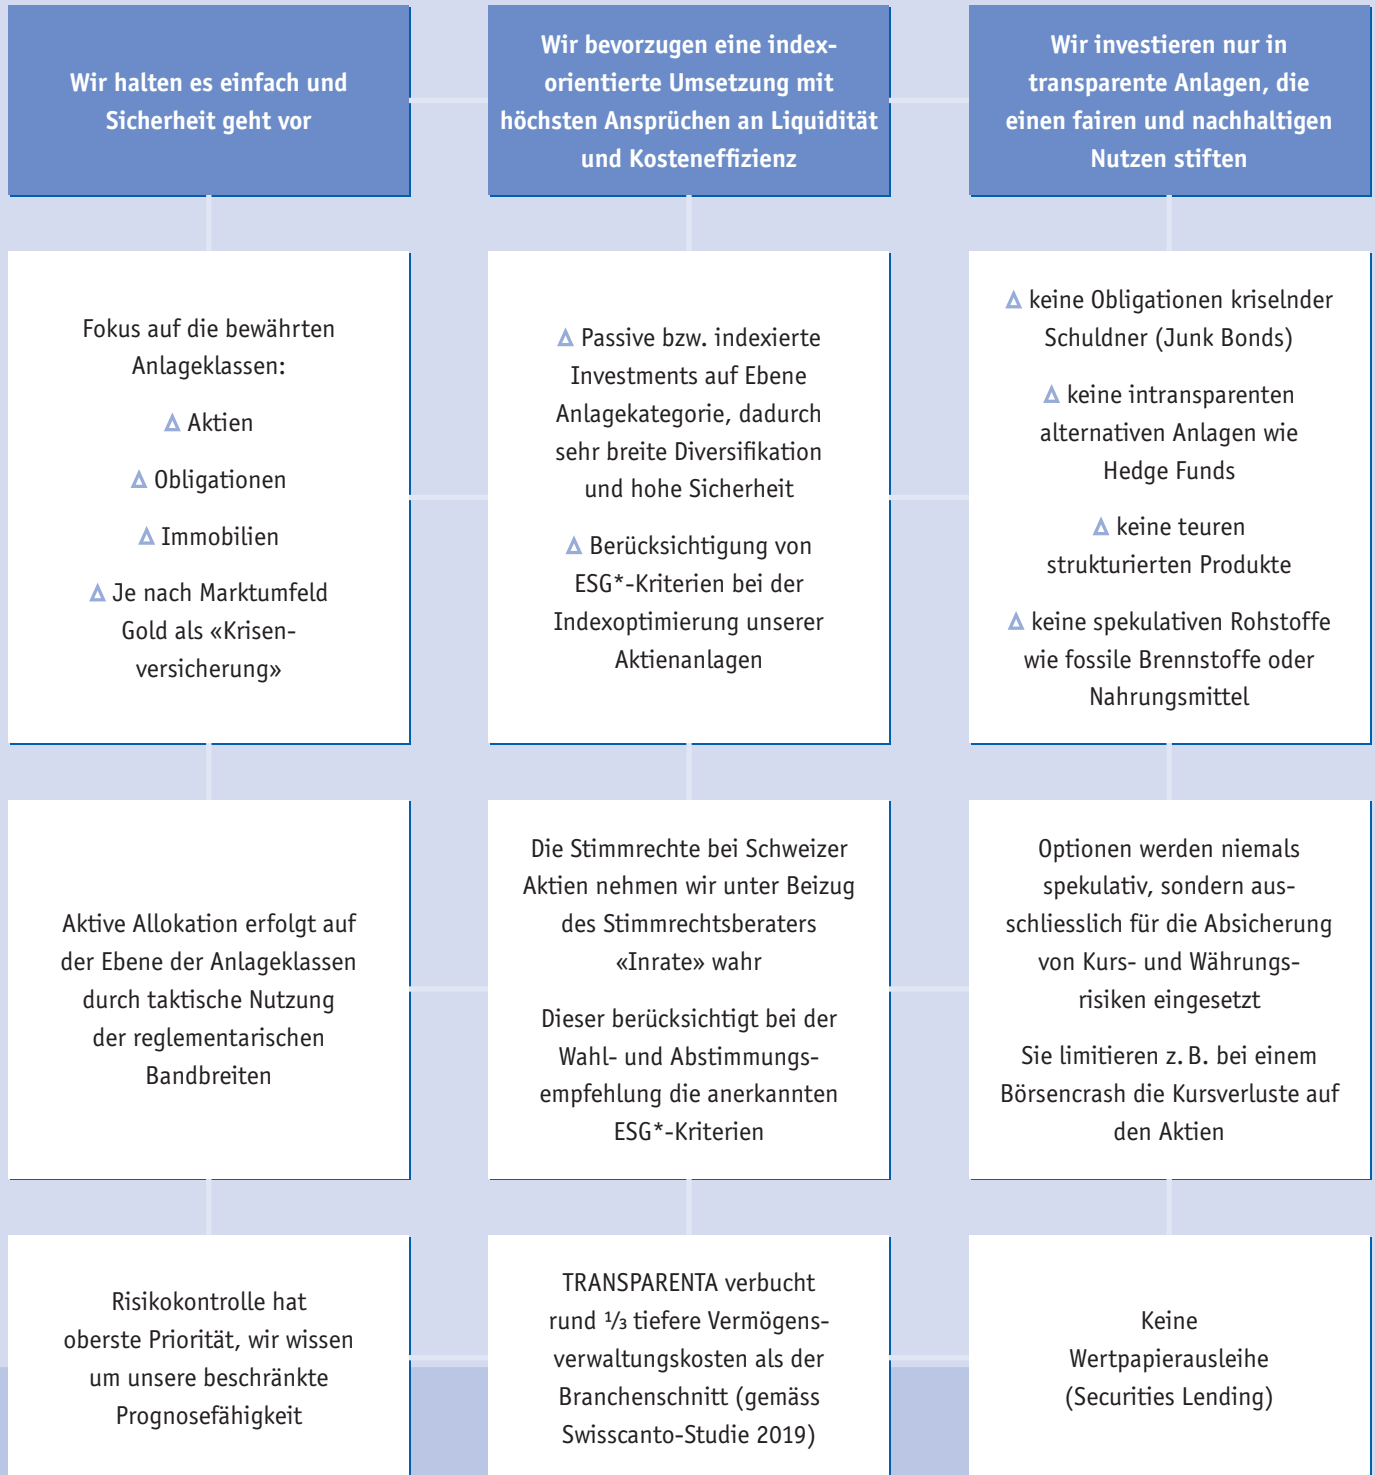 Wir halten es einfach und
Sicherheit geht vor
Wir bevorzugen eine index-
orientierte Umsetzung mit
höchsten Ansprüchen an Liquidität
und Kosteneffizienz
Wir investieren nur in
transparente Anlagen, die
einen fairen und nachhaltigen
Nutzen stiften
Fokus auf die bewährten
Anlageklassen:
∆ Aktien
∆ Obligationen
∆ Immobilien
∆ Je nach Marktumfeld
Gold als «Krisen-
versicherung»
∆ Passive bzw. indexierte
Investments auf Ebene
Anlagekategorie, dadurch
sehr breite Diversifikation
und hohe Sicherheit
∆ Berücksichtigung von
ESG*-Kriterien bei der
Indexoptimierung unserer
Aktienanlagen
∆ keine Obligationen kriselnder
Schuldner (Junk Bonds)
∆ keine intransparenten
alternativen Anlagen wie
Hedge Funds
∆ keine teuren
strukturierten Produkte
∆ keine spekulativen Rohstoffe
wie fossile Brennstoffe oder
Nahrungsmittel
Aktive Allokation erfolgt auf
der Ebene der Anlageklassen
durch taktische Nutzung
der reglementarischen
Bandbreiten
Die Stimmrechte bei Schweizer
Aktien nehmen wir unter Beizug
des Stimmrechtsberaters
«Inrate» wahr
Dieser berücksichtigt bei der
Wahl- und Abstimmungs-
empfehlung die anerkannten
ESG*-Kriterien
Optionen werden niemals
spekulativ, sondern aus-
schliesslich für die Absicherung
von Kurs- und Währungs-
risiken eingesetzt
Sie limitieren z. B. bei einem
Börsencrash die Kursverluste auf
den Aktien
Risikokontrolle hat
oberste Priorität, wir wissen
um unsere beschränkte
Prognosefähigkeit
TRANSPARENTA verbucht
rund ⅓ tiefere Vermögens-
verwaltungskosten als der
Branchenschnitt (gemäss
Swisscanto-Studie 2019)
Keine
Wertpapierausleihe
(Securities Lending)